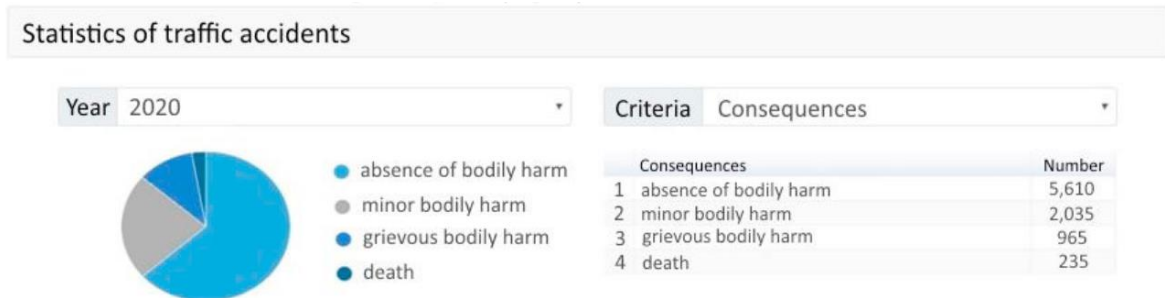 Statistics of traffic accidents
Year 2020
Criteria Consequences
absence of bodily harm
minor bodily harm
grievous bodily harm
death
Consequences Number
1 absence of bodily harm 5,610
2 minor bodily harm 2,035
3 grievous bodily harm 965
4 death 235